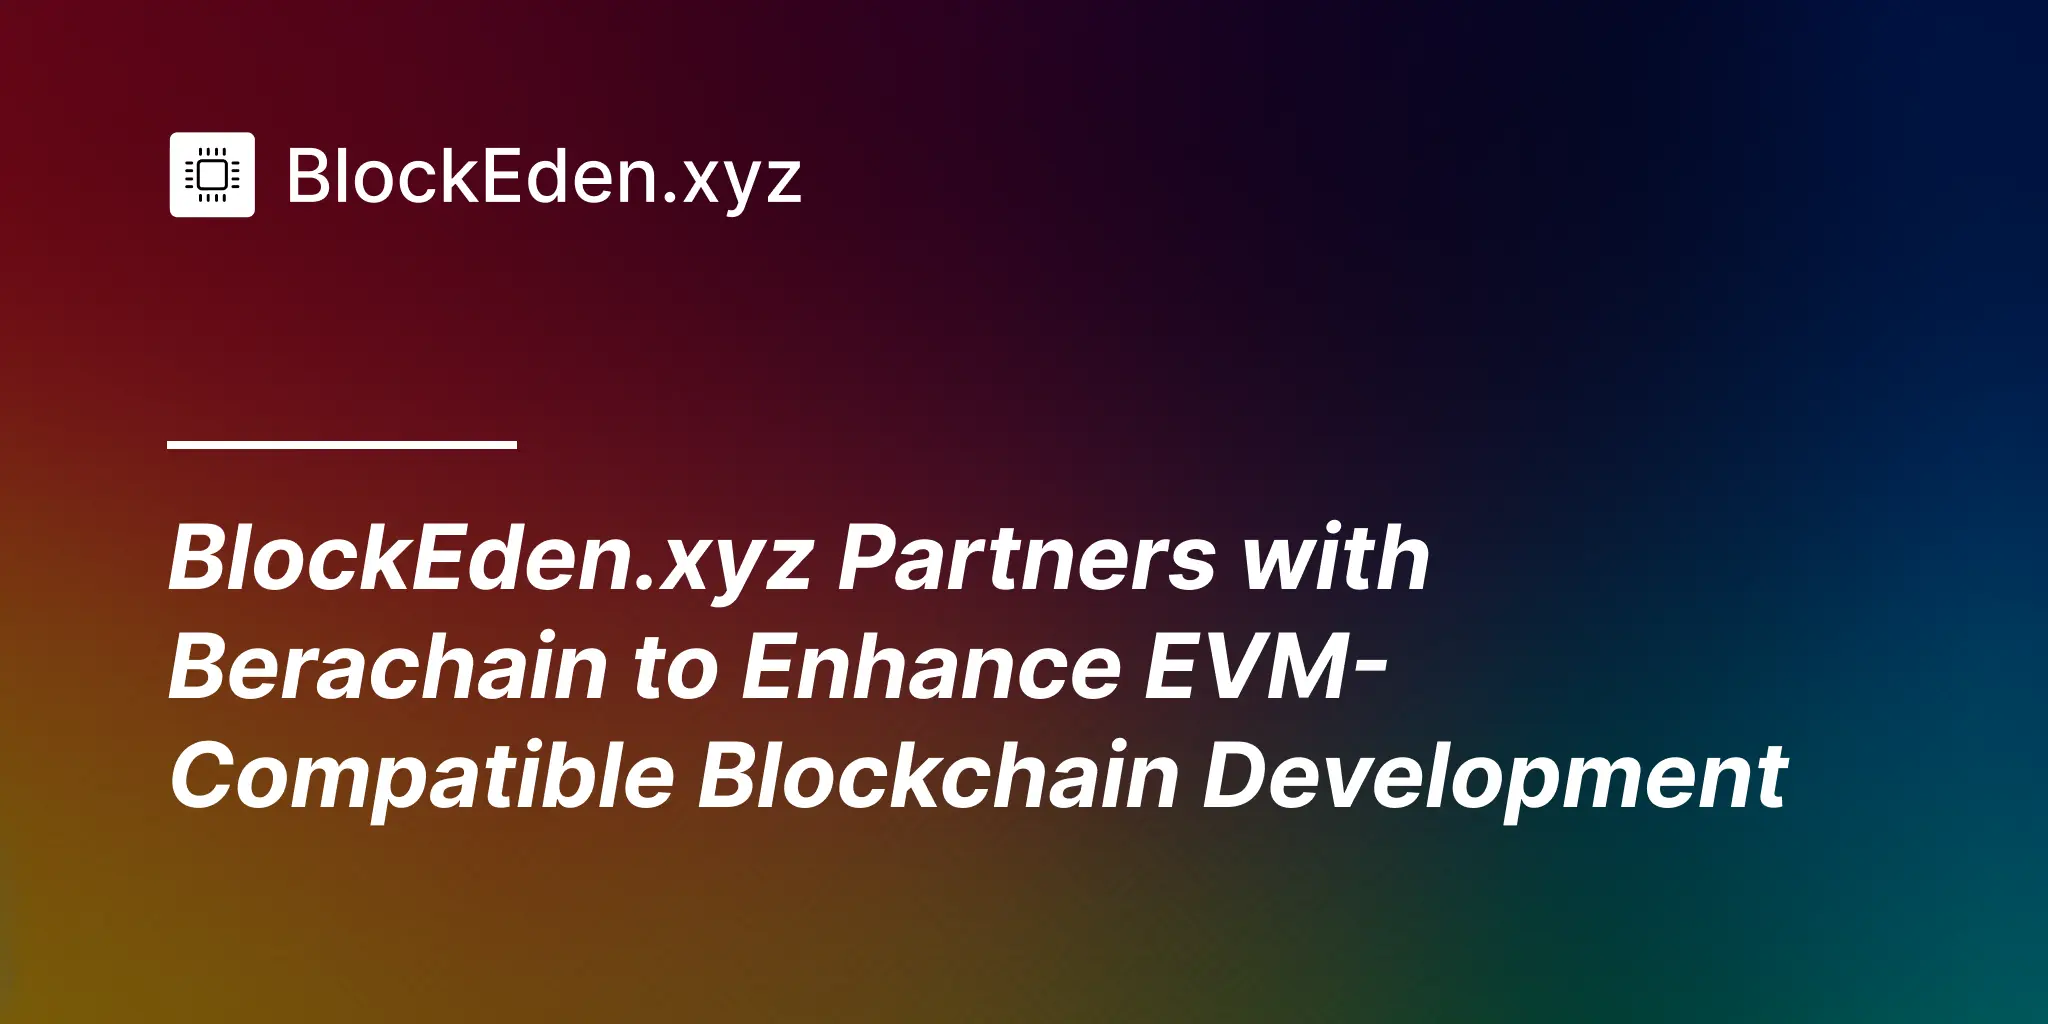 BlockEden.xyz
BlockEden.xyz Partners with
Berachain to Enhance EVM-
Compatible Blockchain Development